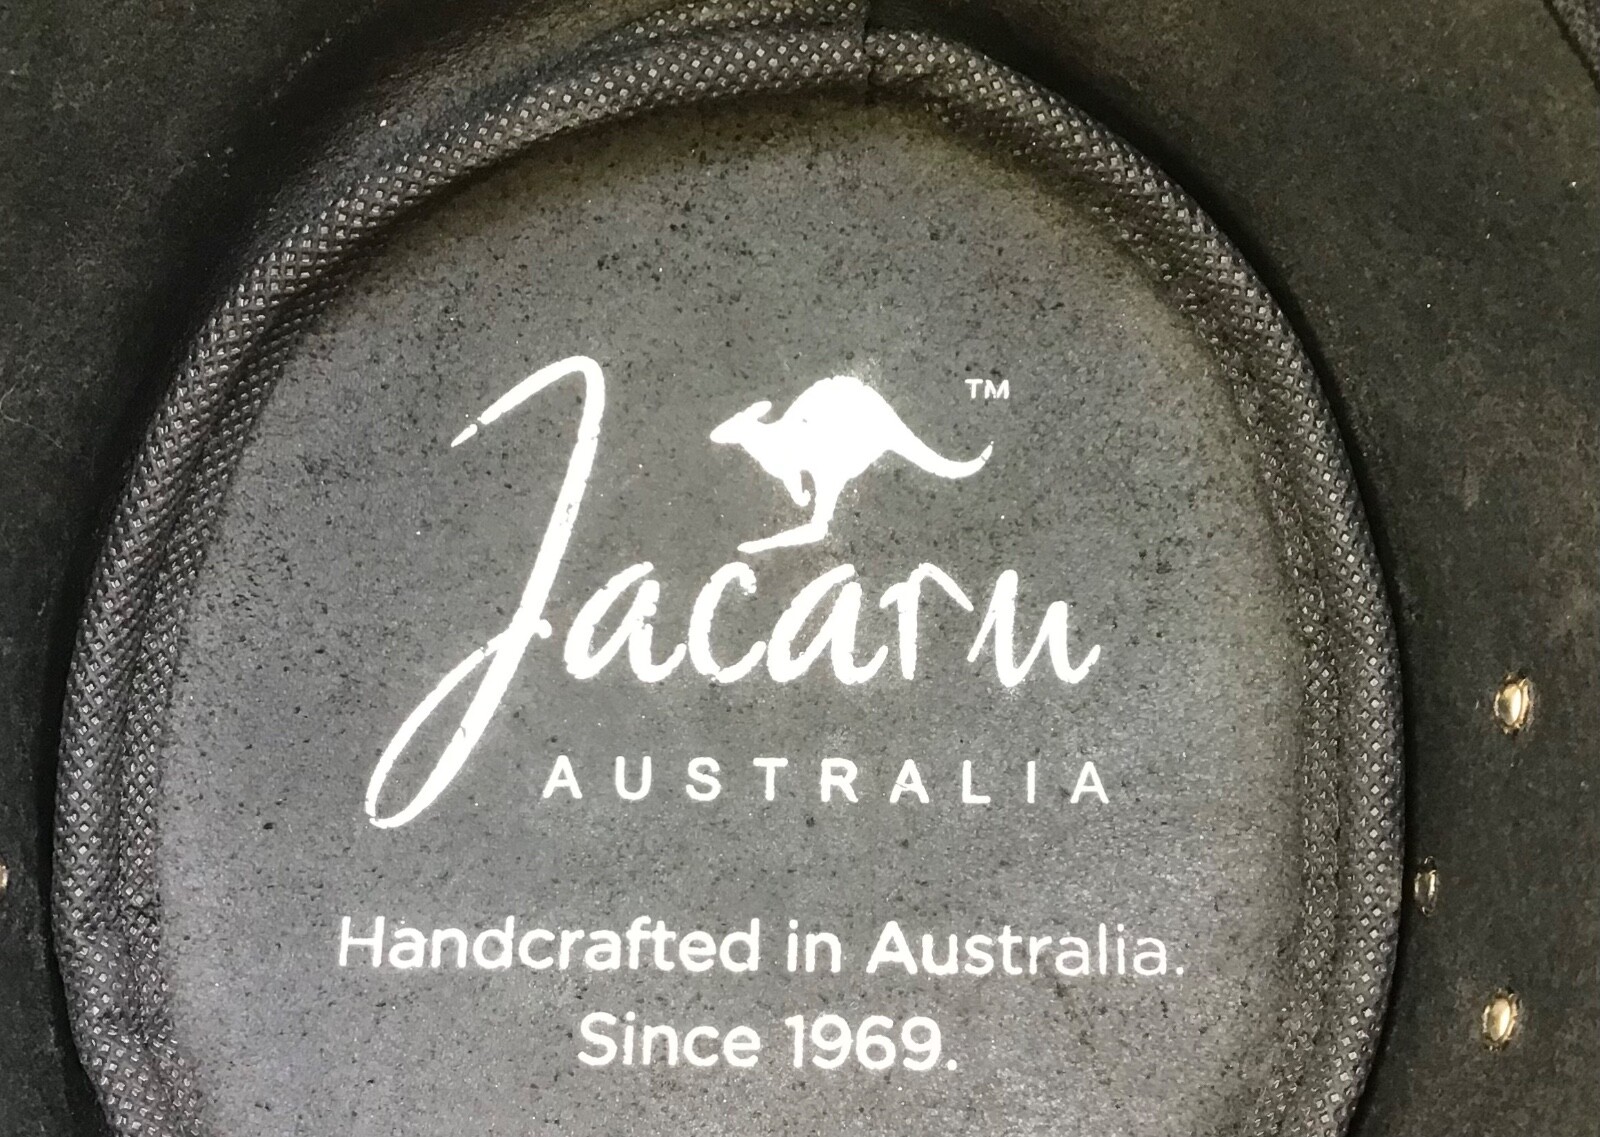 Jacaru™
AUSTRALIA
Handcrafted in Australia.
Since 1969.